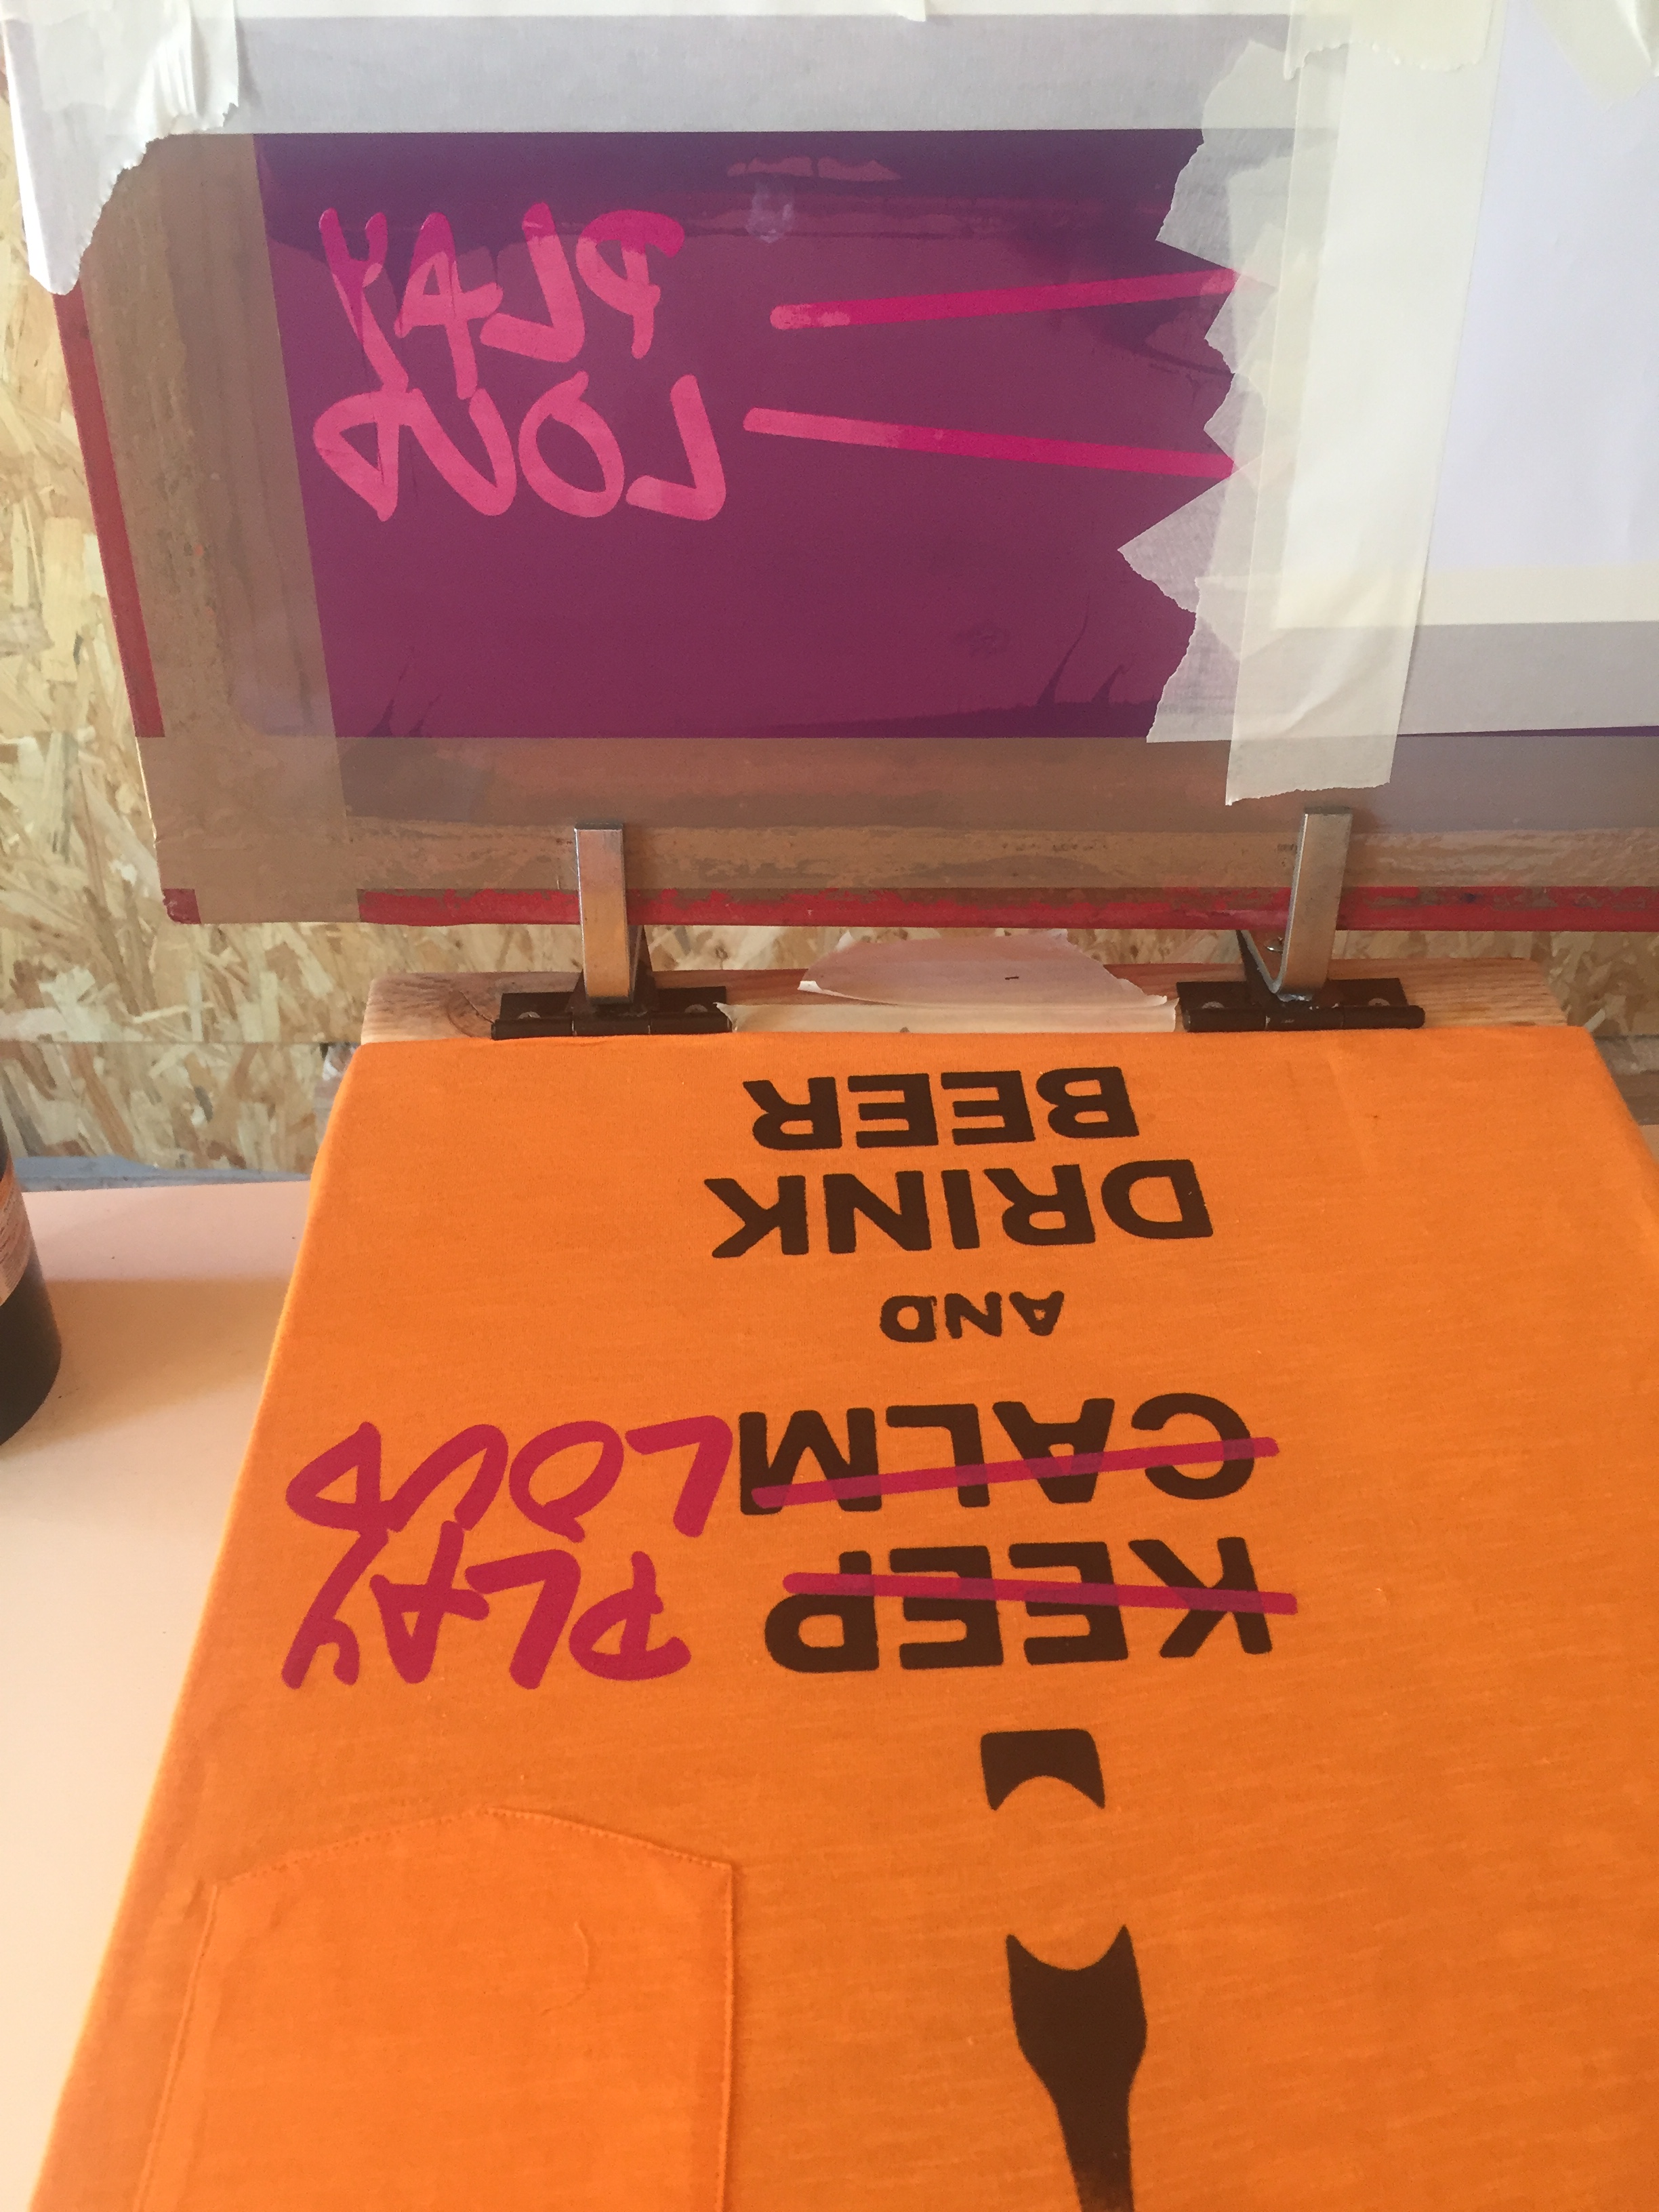 PLAY
LOUD
KEEP PLAY
CALM LOUD
AND
DRINK
BEER